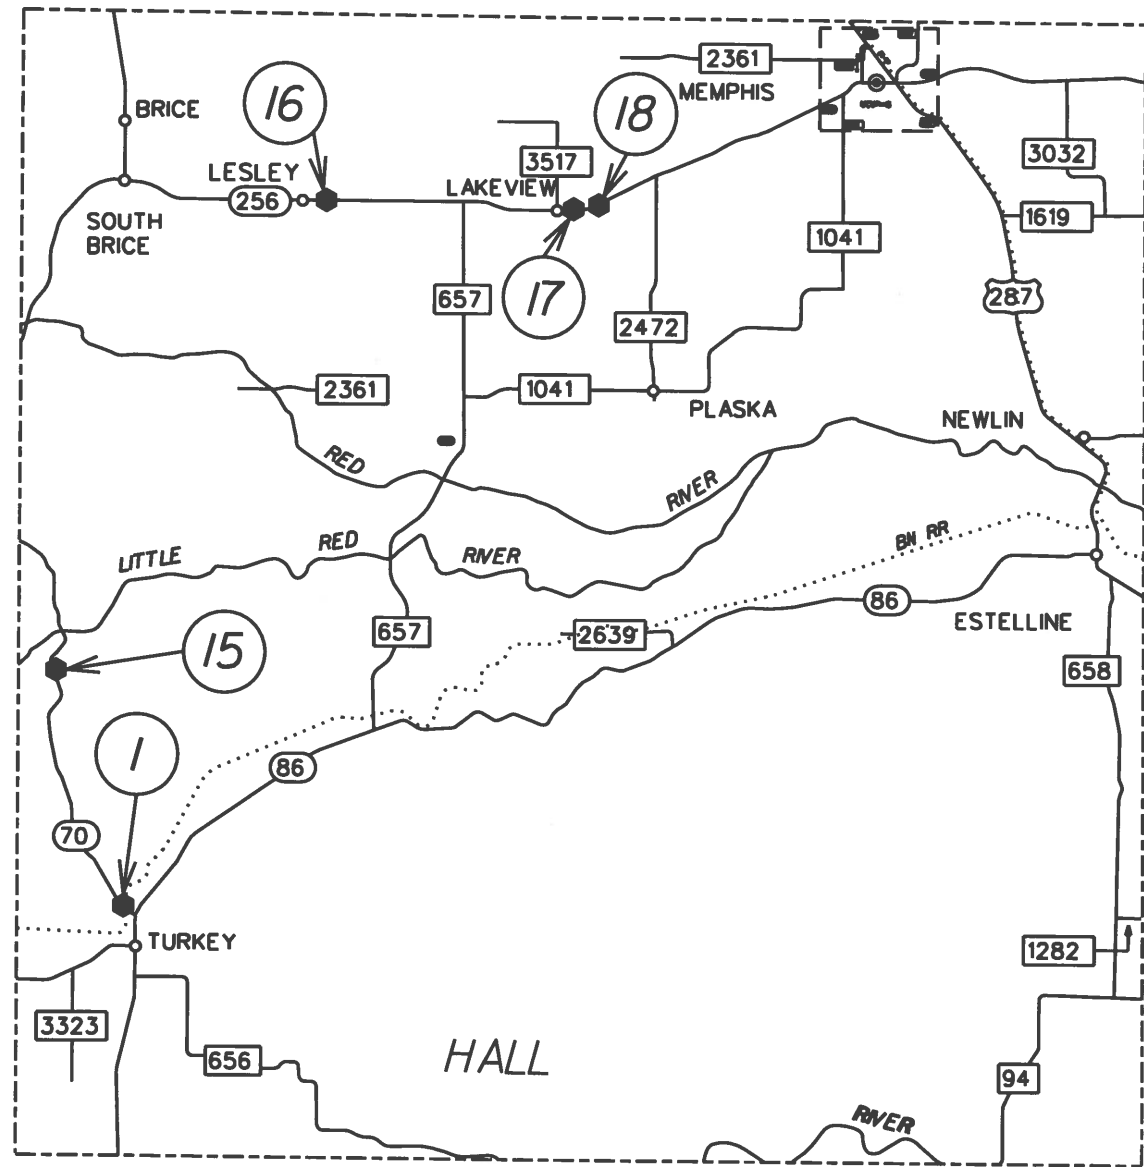 2361
MEMPHIS
BRICE
16
18
3517
3032
LESLEY
LAKEVIEW
256
SOUTH
BRICE
1619
1041
17
657
287
2472
2361
1041
PLASKA
NEWLIN
RED
RIVER
BN RR
LITTLE
RED
RIVER
86
ESTELLINE
657
2639
15
658
1
86
70
TURKEY
1282
3323
HALL
656
94
RIVER